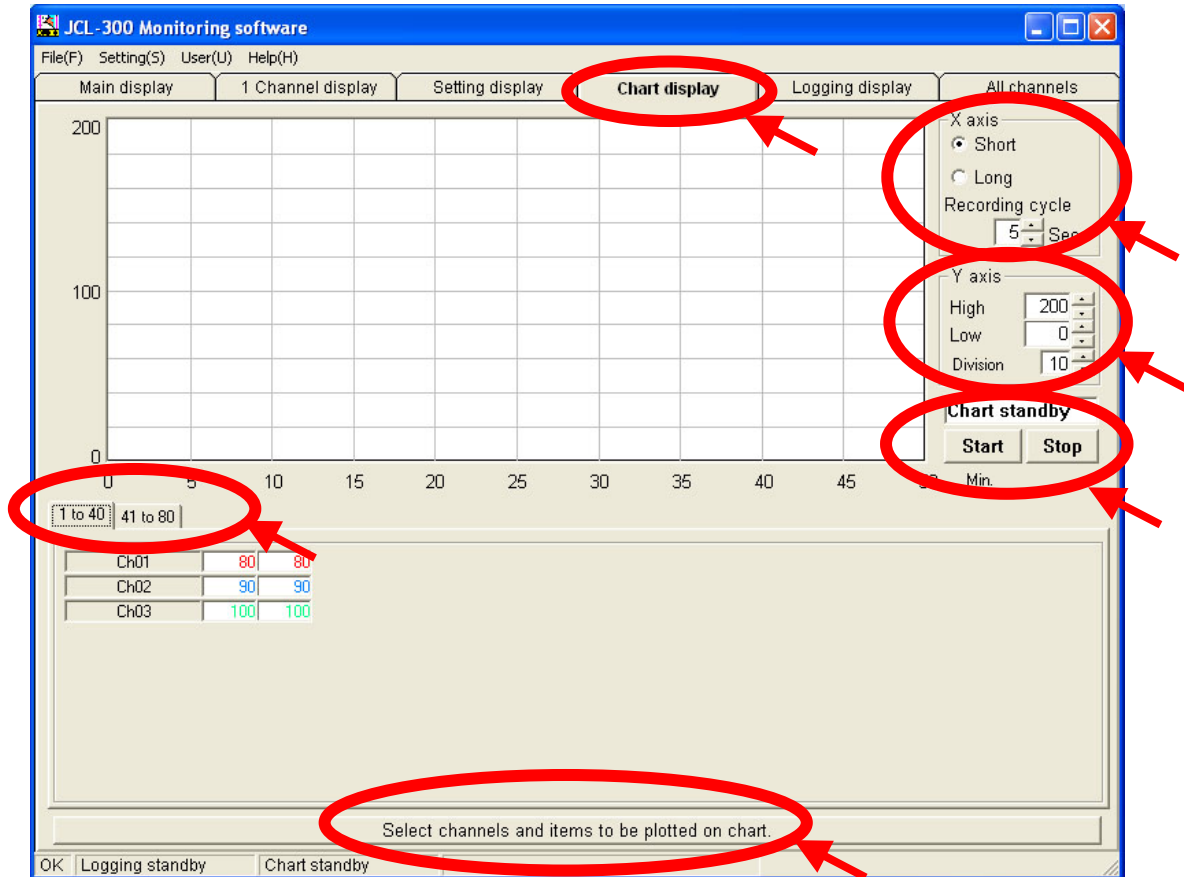 JCL-300 Monitoring software
File(F) Setting(S) User(U) Help(H)
Main display 1 Channel display Setting display Chart display Logging display All channels
200
100
0
0 5 10 15 20 25 30 35 40 45 Min.
X axis
Short
Long
Recording cycle
5 Sec
Y axis
High 200
Low 0
Division 10
Chart standby
Start Stop
1 to 40 41 to 80
Ch01 80 80
Ch02 90 90
Ch03 100 100
Select channels and items to be plotted on chart.
OK Logging standby Chart standby